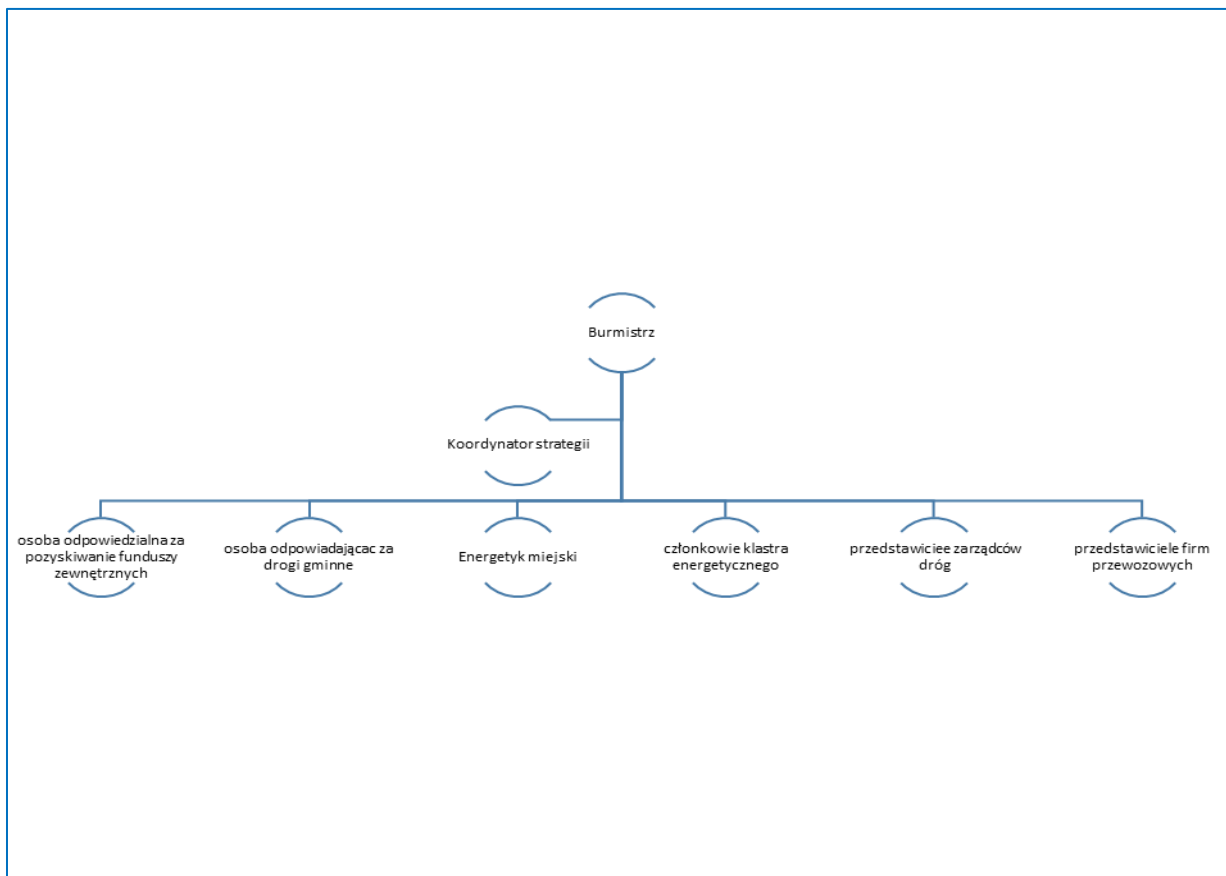 Burmistrz
Koordynator strategii
osoba odpowiedzialna za
pozyskiwanie funduszy
zewnętrznych
osoba odpowiadającac za
drogi gminne
Energetyk miejski
członkowie klastra
energetycznego
przedstawiciee zarządców
dróg
przedstawiciele firm
przewozowych